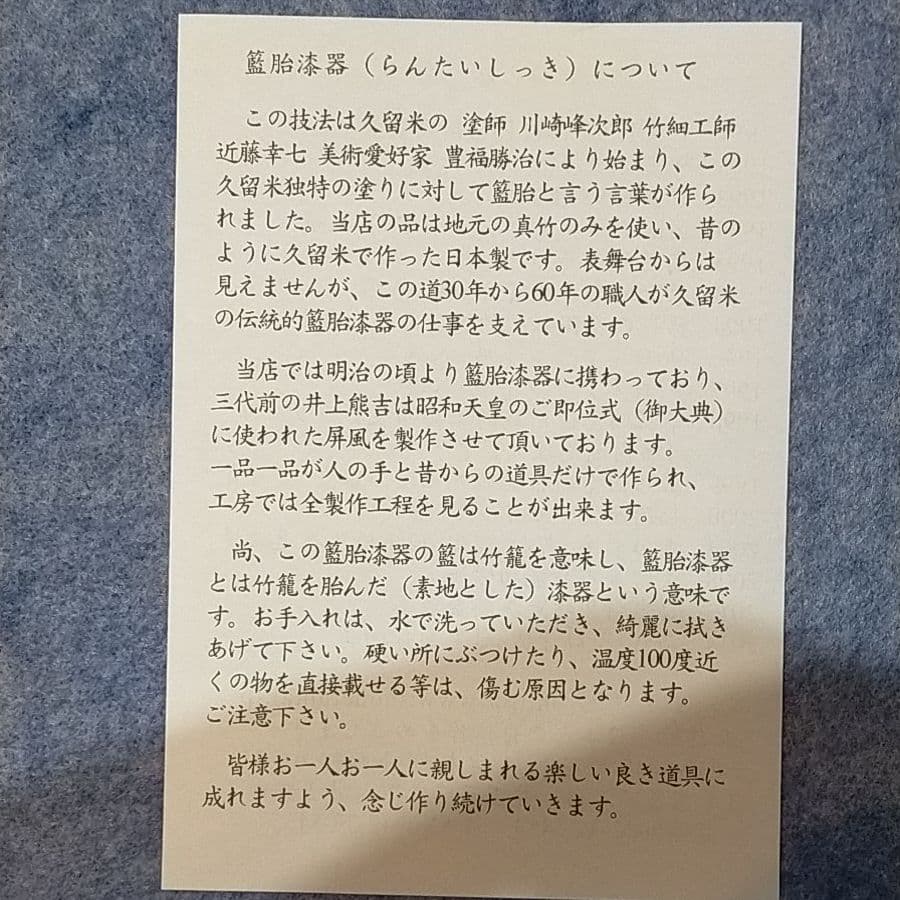 籃胎漆器（らんたいしっき）について
この技法は久留米の 塗師 川崎峰次郎 竹細工師
近藤幸七 美術愛好家 豊福勝治により始まり、この
久留米独特の塗りに対して籃胎と言う言葉が作ら
れました。当店の品は地元の真竹のみを使い、昔の
ように久留米で作った日本製です。表舞台からは
見えませんが、この道30年から60年の職人が久留米
の伝統的籃胎漆器の仕事を支えています。
当店では明治の頃より籃胎漆器に携わっており、
三代前の井上熊吉は昭和天皇のご即位式（御大典）
に使われた屏風を製作させて頂いております。
一品一品が人の手と昔からの道具だけで作られ、
工房では全製作工程を見ることが出来ます。
尚、この籃胎漆器の籃は竹籠を意味し、籃胎漆器
とは竹籠を胎んだ（素地とした）漆器という意味で
す。お手入れは、水で洗っていただき、綺麗に拭き
あげて下さい。硬い所にぶつけたり、温度100度近
くの物を直接載せる等は、傷む原因となります。
ご注意下さい。
皆様お一人お一人に親しまれる楽しい良き道具に
成れますよう、念じ作り続けていきます。